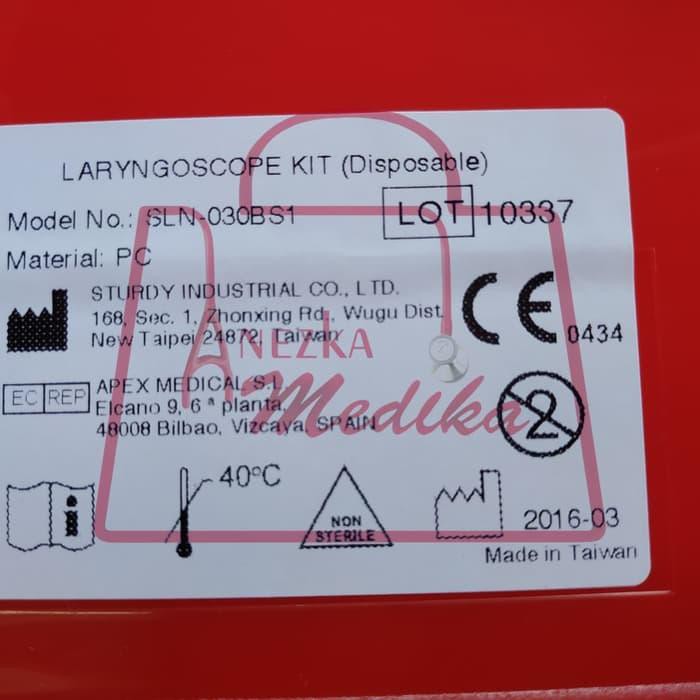 LARYNGOSCOPE KIT (Disposable)
Model No.: SLN-030BS1
LOT 10337
Material: PC
STURDY INDUSTRIAL CO., LTD.
168, Sec. 1, Zhonxing Rd., Wugu Dist.
New Taipei 24872, Taiwan
CE 0434
ANEZKA
Medika
EC REP
APEX MEDICAL S.L.
Elcano 9, 6ª planta,
48008 Bilbao, Vizcaya, SPAIN
2
i
40°C
NON
STERILE
2016-03
Made in Taiwan